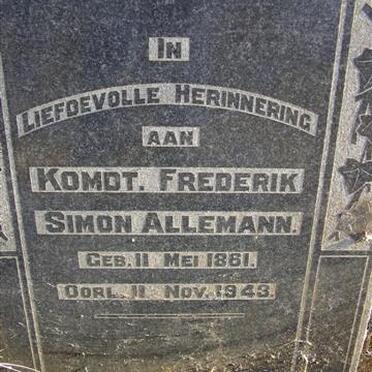 IN
LIEFDEVOLLE HERINNERING
AAN
KOMDT. FREDERIK
SIMON ALLEMANN.
GEB. 11 MEI 1861.
OORL. 11 NOV. 1943.